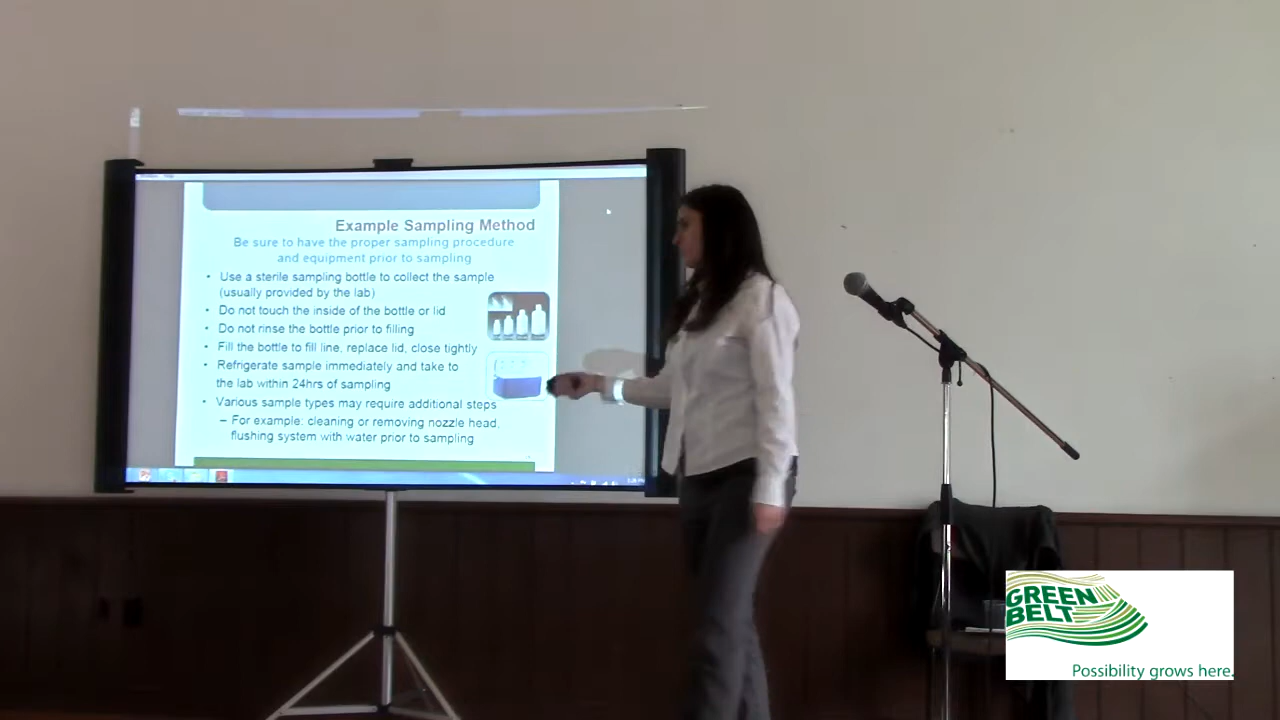 Example Sampling Method
Be sure to have the proper sampling procedure
and equipment prior to sampling
• Use a sterile sampling bottle to collect the sample
(usually provided by the lab)
• Do not touch the inside of the bottle or lid
• Do not rinse the bottle prior to filling
• Fill the bottle to fill line, replace lid, close tightly
• Refrigerate sample immediately and take to
the lab within 24hrs of sampling
• Various sample types may require additional steps
– For example: cleaning or removing nozzle head,
flushing system with water prior to sampling
GREEN
BELT
Possibility grows here.